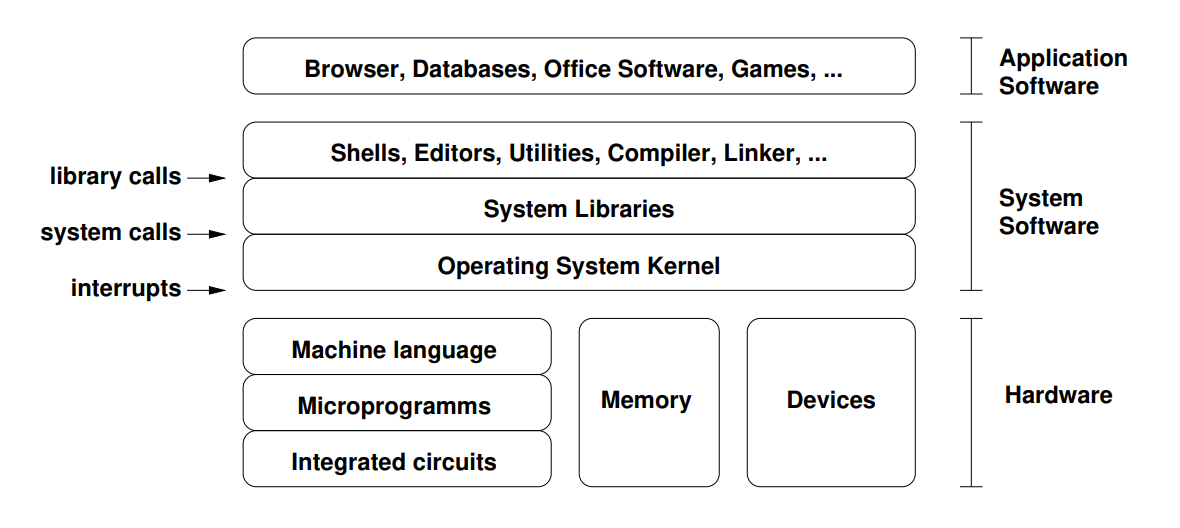 Browser, Databases, Office Software, Games, ...
Application
Software
Shells, Editors, Utilities, Compiler, Linker, ...
library calls
System Libraries
System
Software
system calls
Operating System Kernel
interrupts
Machine language
Microprogramms
Integrated circuits
Memory
Devices
Hardware